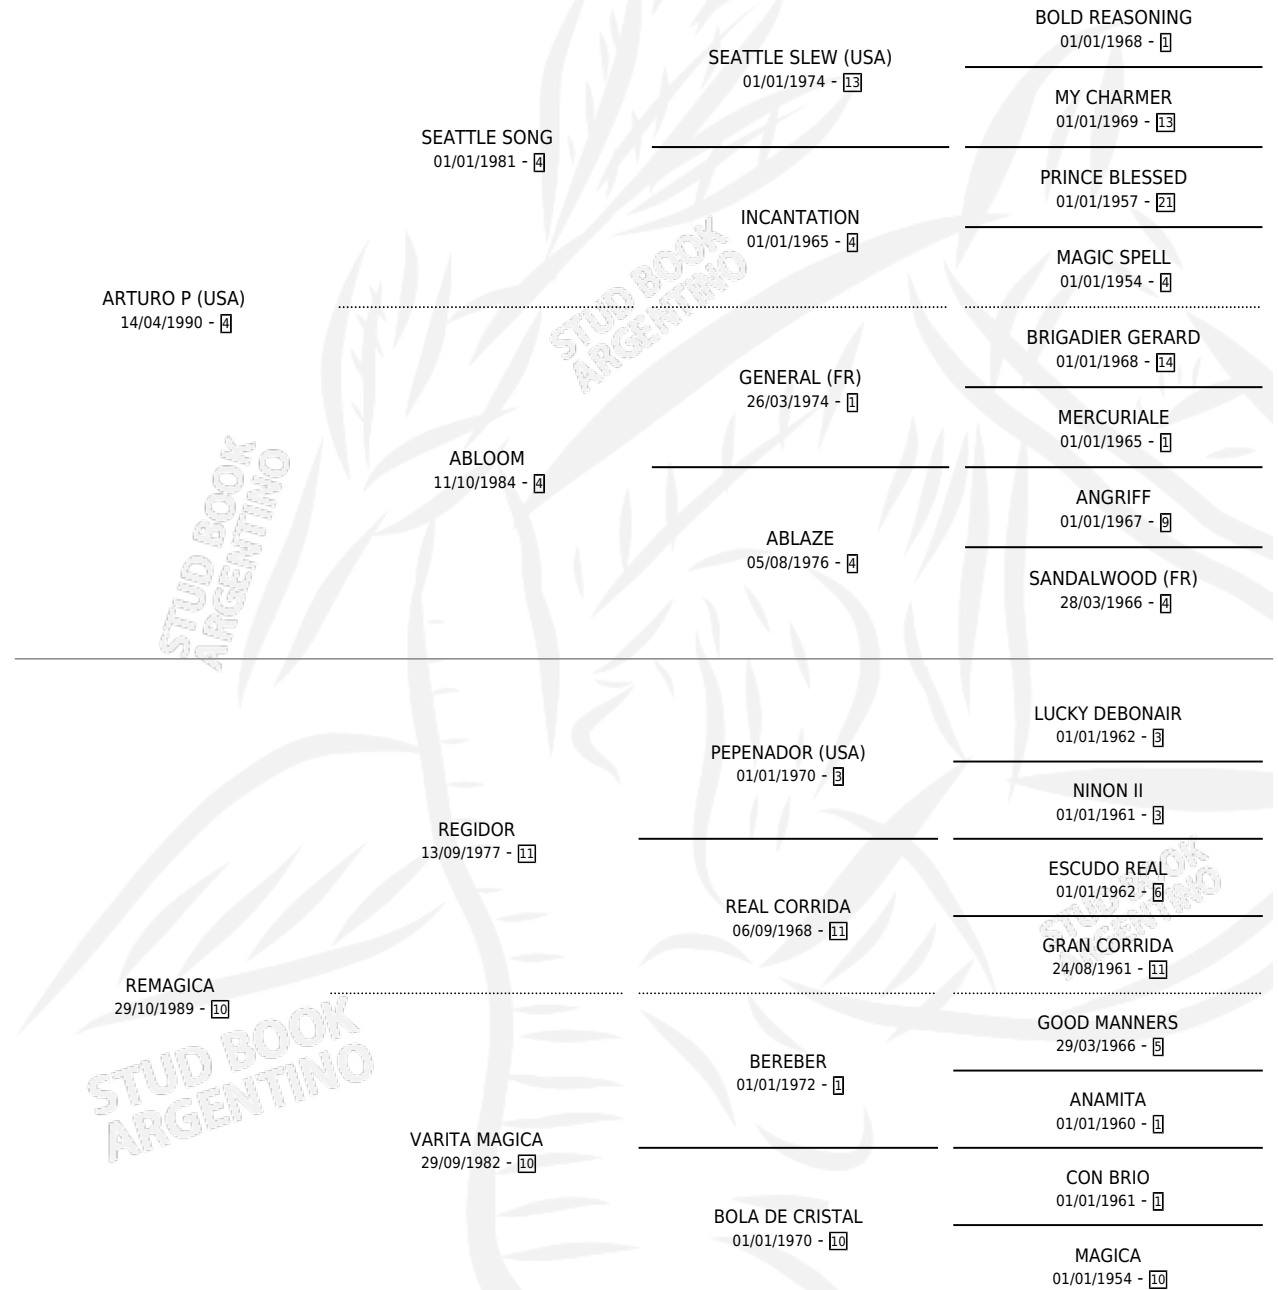 BOLD REASONING
01/01/1968 - 1
SEATTLE SLEW (USA)
01/01/1974 - 13
MY CHARMER
01/01/1969 - 13
SEATTLE SONG
01/01/1981 - 4
PRINCE BLESSED
01/01/1957 - 21
INCANTATION
01/01/1965 - 4
MAGIC SPELL
01/01/1954 - 4
ARTURO P (USA)
14/04/1990 - 4
BRIGADIER GERARD
01/01/1968 - 14
GENERAL (FR)
26/03/1974 - 1
MERCURIALE
01/01/1965 - 1
ABLOOM
11/10/1984 - 4
ANGRIFF
01/01/1967 - 9
ABLAZE
05/08/1976 - 4
SANDALWOOD (FR)
28/03/1966 - 4
LUCKY DEBONAIR
01/01/1962 - 3
PEPENADOR (USA)
01/01/1970 - 3
NINON II
01/01/1961 - 3
REGIDOR
13/09/1977 - 11
ESCUDO REAL
01/01/1962 - 6
REAL CORRIDA
06/09/1968 - 11
GRAN CORRIDA
24/08/1961 - 11
REMAGICA
29/10/1989 - 10
GOOD MANNERS
29/03/1966 - 5
BEREBER
01/01/1972 - 1
ANAMITA
01/01/1960 - 1
VARITA MAGICA
29/09/1982 - 10
CON BRIO
01/01/1961 - 1
BOLA DE CRISTAL
01/01/1970 - 10
MAGICA
01/01/1954 - 10
STUD BOOK
ARGENTINO
STUD BOOK
ARGENTINO
STUD BOOK
ARGENTINO
STUD BOOK
ARGENTINO